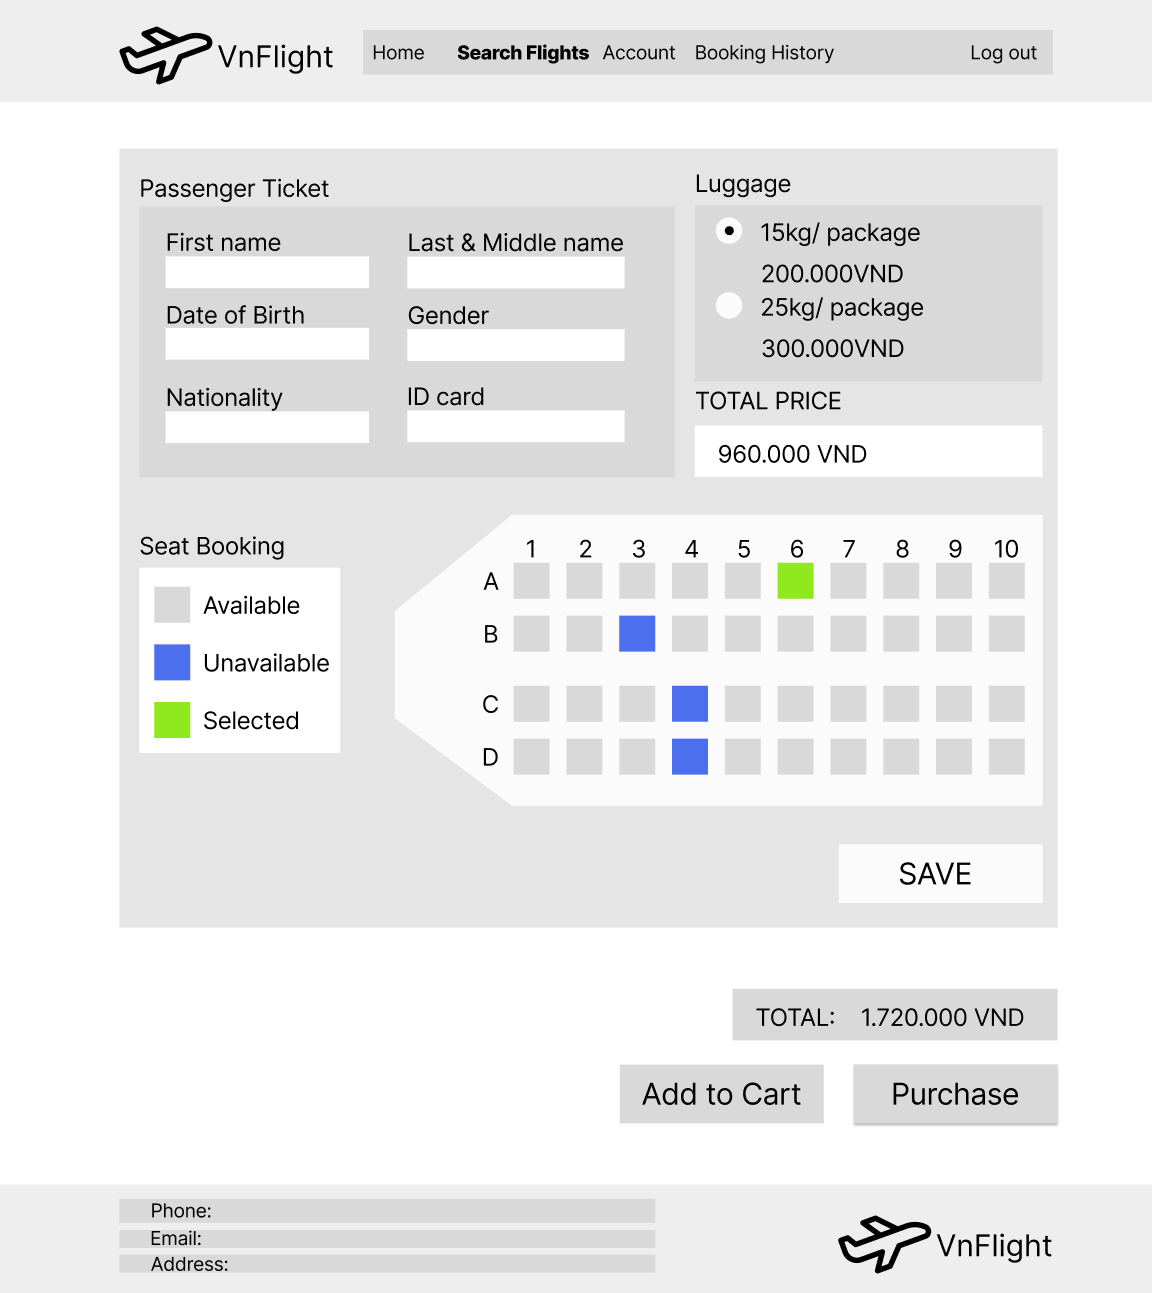 VnFlight
Home Search Flights Account Booking History Log out
Passenger Ticket
First name
Last & Middle name
Date of Birth
Gender
Nationality
ID card
Luggage
15kg/ package
200.000VND
25kg/ package
300.000VND
TOTAL PRICE
960.000 VND
Seat Booking
Available
Unavailable
Selected
1 2 3 4 5 6 7 8 9 10
A
B
C
D
SAVE
TOTAL: 1.720.000 VND
Add to Cart
Purchase
Phone:
Email:
Address:
VnFlight